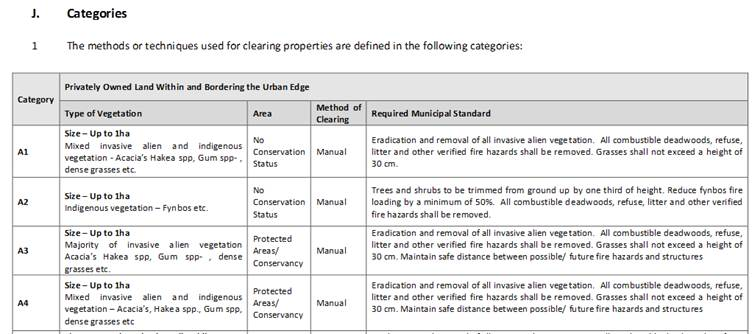 J. Categories
1 The methods or techniques used for clearing properties are defined in the following categories:
Category
Privately Owned Land Within and Bordering the Urban Edge
Type of Vegetation
Area
Method of
Clearing
Required Municipal Standard
A1
Size – Up to 1ha
Mixed invasive alien and indigenous
vegetation - Acacia's Hakea spp, Gum spp- ,
dense grasses etc.
No
Conservation
Status
Manual
Eradication and removal of all invasive alien vegetation. All combustible deadwoods, refuse,
litter and other verified fire hazards shall be removed. Grasses shall not exceed a height of
30 cm.
A2
Size – Up to 1ha
Indigenous vegetation – Fynbos etc.
No
Conservation
Status
Manual
Trees and shrubs to be trimmed from ground up by one third of height. Reduce fynbos fire
loading by a minimum of 50%. All combustible deadwoods, refuse, litter and other verified
fire hazards shall be removed.
A3
Size – Up to 1ha
Majority of invasive alien vegetation
Acacia's Hakea spp, Gum spp- , dense
grasses etc.
Protected
Areas/
Conservancy
Manual
Eradication and removal of all invasive alien vegetation. All combustible deadwoods, refuse,
litter and other verified fire hazards shall be removed. Grasses shall not exceed a height of
30 cm. Maintain safe distance between possible/ future fire hazards and structures
A4
Size – Up to 1ha
Mixed invasive alien and indigenous
vegetation – Acacia's, Hakea spp., Gum spp,
dense grasses etc
Protected
Areas/
Conservancy
Manual
Eradication and removal of all invasive alien vegetation. All combustible deadwoods, refuse,
litter and other verified fire hazards shall be removed. Grasses shall not exceed a height of
30 cm. Maintain safe distance between possible/ future fire hazards and structures